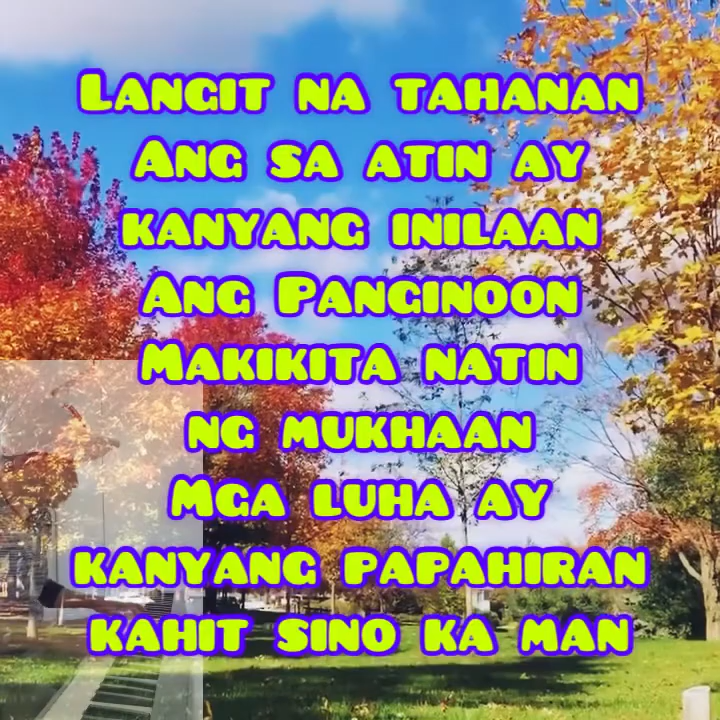 Langit na tahanan
Ang sa atin ay
kanyang inilaan
Ang Panginoon
Makikita natin
ng mukhaan
Mga luha ay
kanyang papahiran
kahit sino ka man